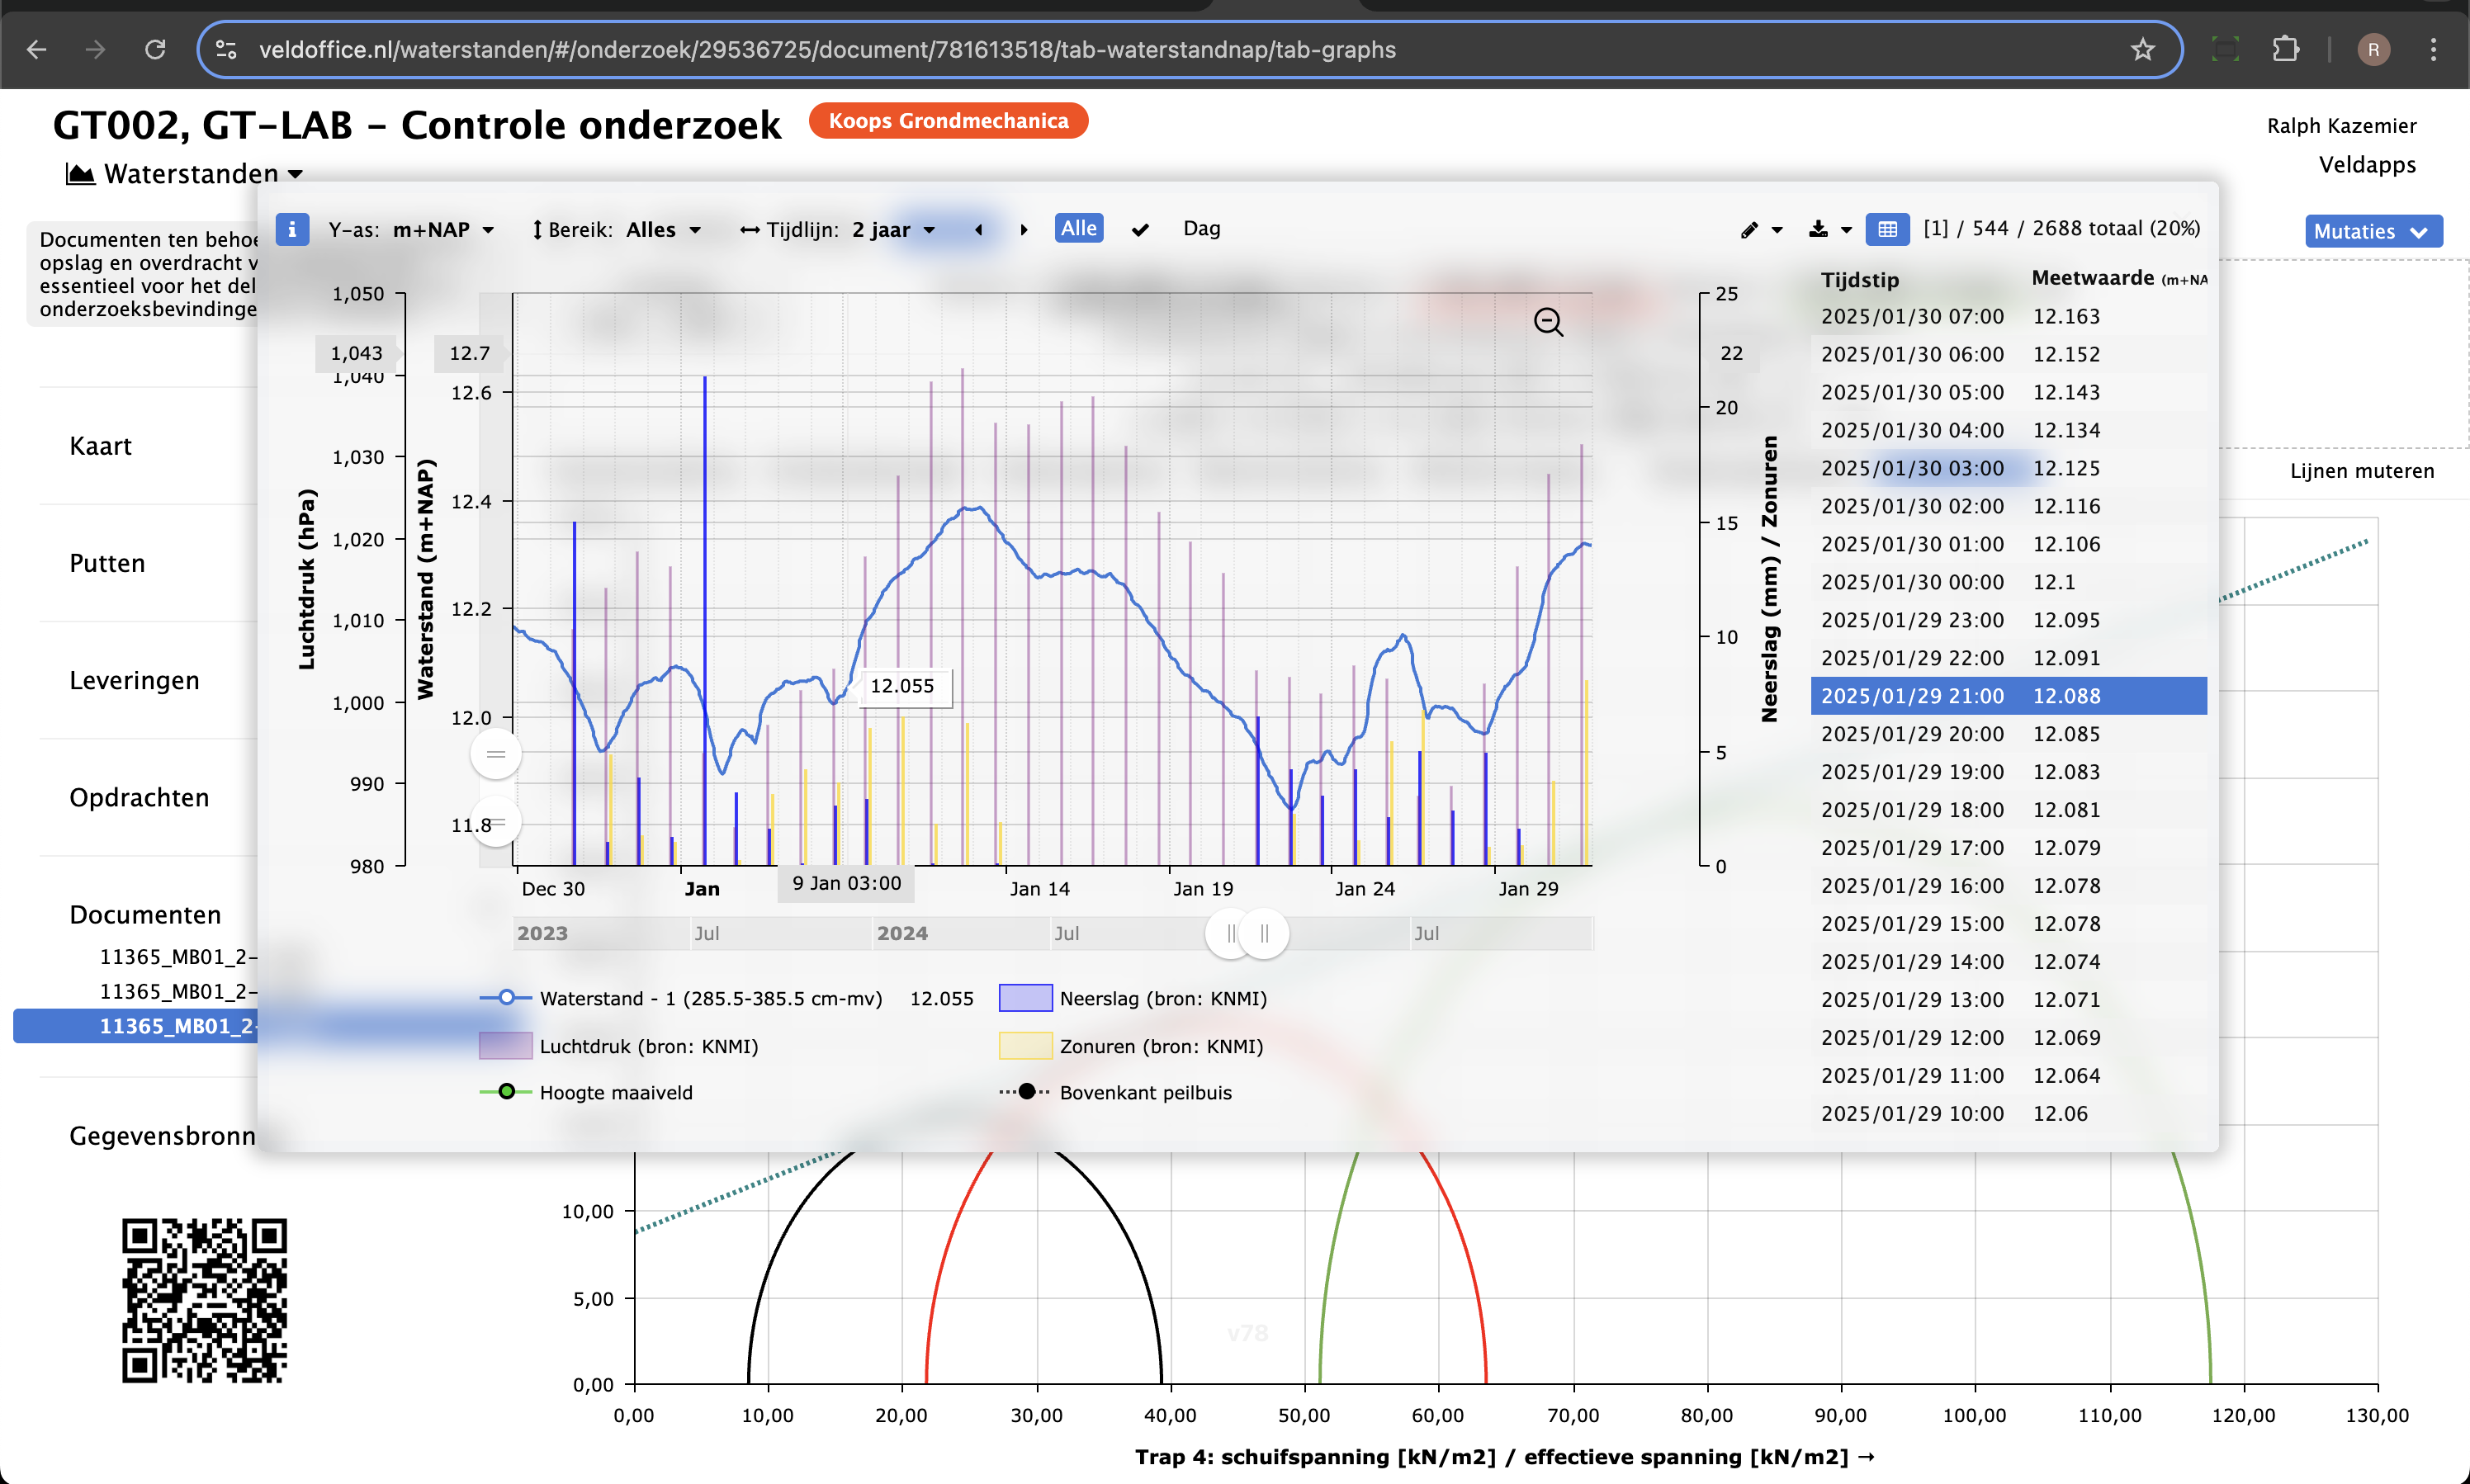 veldoffice.nl/waterstanden/#/onderzoek/29536725/document/781613518/tab-waterstandnap/tab-graphs
R
GT002, GT-LAB - Controle onderzoek
Koops Grondmechanica
Ralph Kazemier
Waterstanden
Veldapps
Documenten ten behoe
opslag en overdracht v
essentieel voor het del
onderzoeksbevindinge
Mutaties
Kaart
Putten
Leveringen
Opdrachten
Documenten
11365_MB01_2-
11365_MB01_2-
11365_MB01_2-
Gegevensbronn
Lijnen muteren
i
Y-as: m+NAP
Bereik: Alles
Tijdlijn: 2 jaar
Alle
Dag
[1] / 544 / 2688 totaal (20%)
Luchtdruk (hPa)
1,050
1,043
1,040
1,030
1,020
1,010
1,000
990
980
Waterstand (m+NAP)
12.7
12.6
12.4
12.2
12.0
11.8
12.055
25
22
20
15
10
5
0
Neerslag (mm) / Zonuren
Dec 30
Jan
9 Jan 03:00
Jan 14
Jan 19
Jan 24
Jan 29
2023
Jul
2024
Jul
Jul
Waterstand - 1 (285.5-385.5 cm-mv) 12.055
Neerslag (bron: KNMI)
Luchtdruk (bron: KNMI)
Zonuren (bron: KNMI)
Hoogte maaiveld
Bovenkant peilbuis
Tijdstip Meetwaarde (m+NA
2025/01/30 07:00 12.163
2025/01/30 06:00 12.152
2025/01/30 05:00 12.143
2025/01/30 04:00 12.134
2025/01/30 03:00 12.125
2025/01/30 02:00 12.116
2025/01/30 01:00 12.106
2025/01/30 00:00 12.1
2025/01/29 23:00 12.095
2025/01/29 22:00 12.091
2025/01/29 21:00 12.088
2025/01/29 20:00 12.085
2025/01/29 19:00 12.083
2025/01/29 18:00 12.081
2025/01/29 17:00 12.079
2025/01/29 16:00 12.078
2025/01/29 15:00 12.078
2025/01/29 14:00 12.074
2025/01/29 13:00 12.071
2025/01/29 12:00 12.069
2025/01/29 11:00 12.064
2025/01/29 10:00 12.06
10,00
5,00
0,00
v78
0,00
10,00
20,00
30,00
40,00
50,00
60,00
70,00
80,00
90,00
100,00
110,00
120,00
130,00
Trap 4: schuifspanning [kN/m2] / effectieve spanning [kN/m2] →